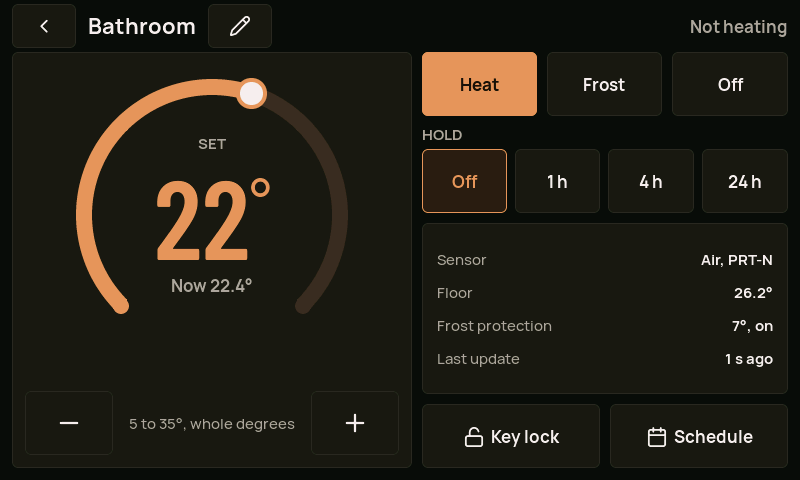 Bathroom
Not heating
SET
22°
Now 22.4°
5 to 35°, whole degrees
Heat
Frost
Off
HOLD
Off
1 h
4 h
24 h
Sensor
Air, PRT-N
Floor
26.2°
Frost protection
7°, on
Last update
1 s ago
Key lock
Schedule